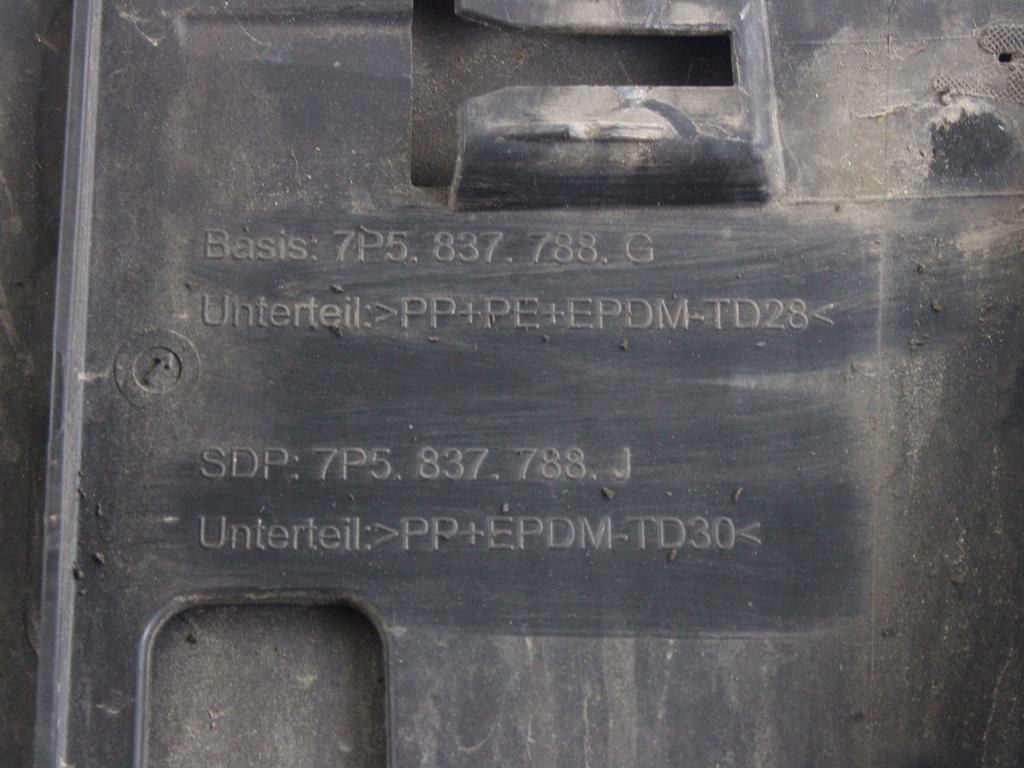 Basis: 7P5. 837. 788. G
Unterteil:>PP+PE+EPDM-TD28<
SDP: 7P5. 837. 788. J
Unterteil:>PP+EPDM-TD30<